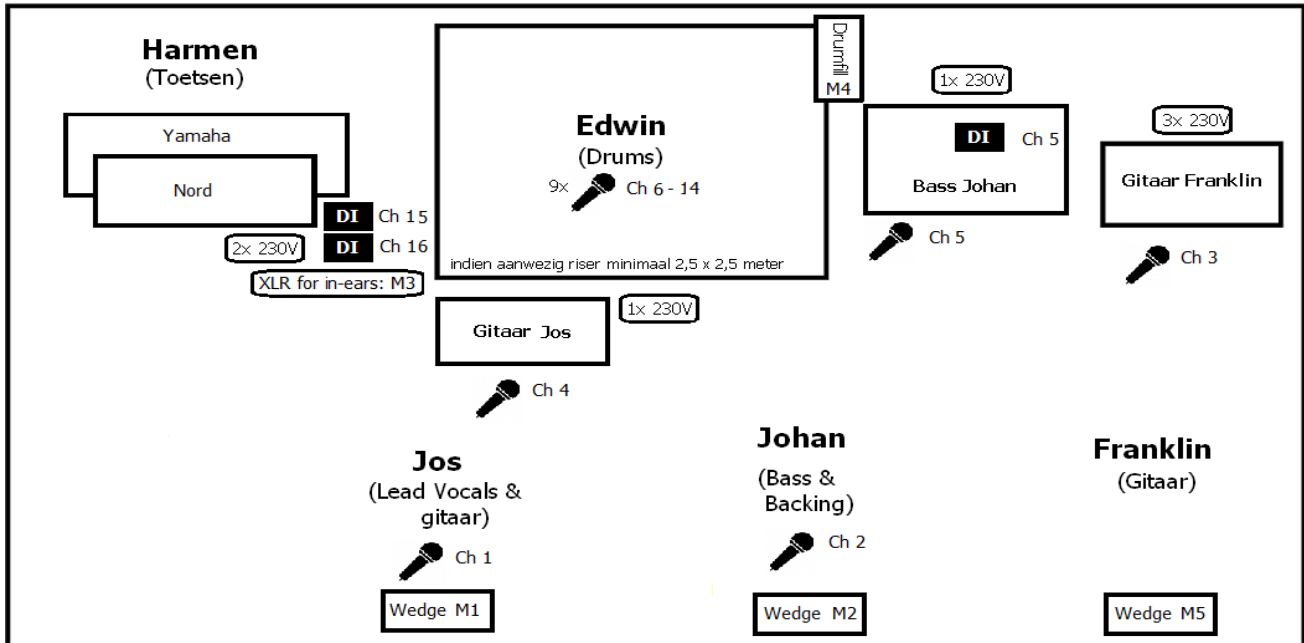 Harmen
(Toetsen)
Yamaha
Nord
DI Ch 15
DI Ch 16
2x 230V
XLR for in-ears: M3
Edwin
(Drums)
9x Ch 6 - 14
indien aanwezig riser minimaal 2,5 x 2,5 meter
Drumfill
M4
1x 230V
DI Ch 5
Bass Johan
Ch 5
3x 230V
Gitaar Franklin
Ch 3
Gitaar Jos
1x 230V
Ch 4
Jos
(Lead Vocals &
gitaar)
Ch 1
Wedge M1
Johan
(Bass &
Backing)
Ch 2
Wedge M2
Franklin
(Gitaar)
Wedge M5